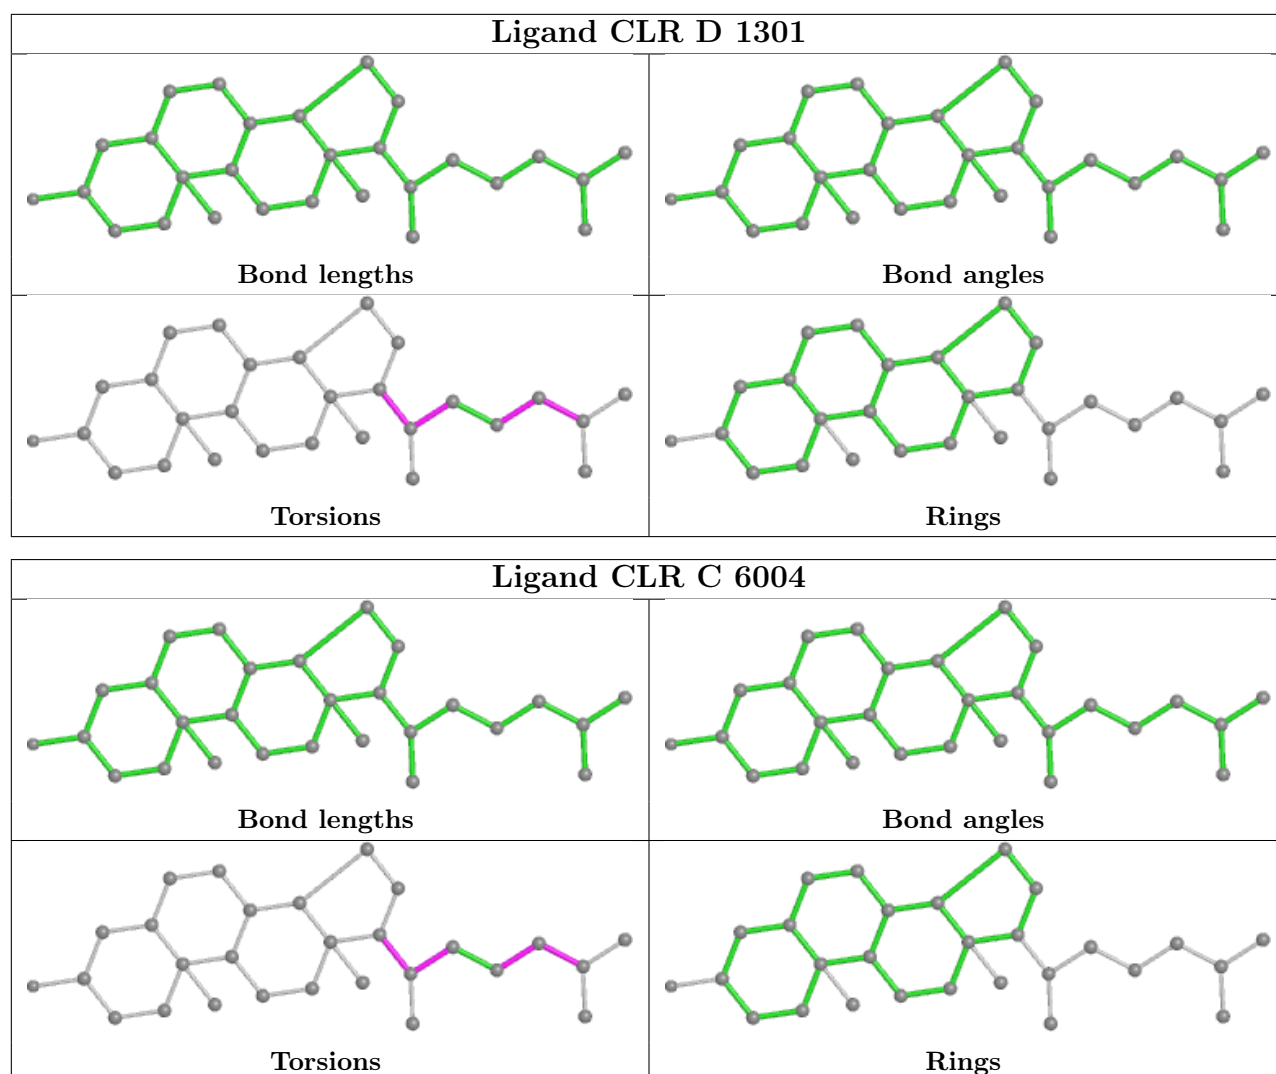 Ligand CLR D 1301
Bond lengths
Bond angles
Torsions
Rings
Ligand CLR C 6004
Bond lengths
Bond angles
Torsions
Rings